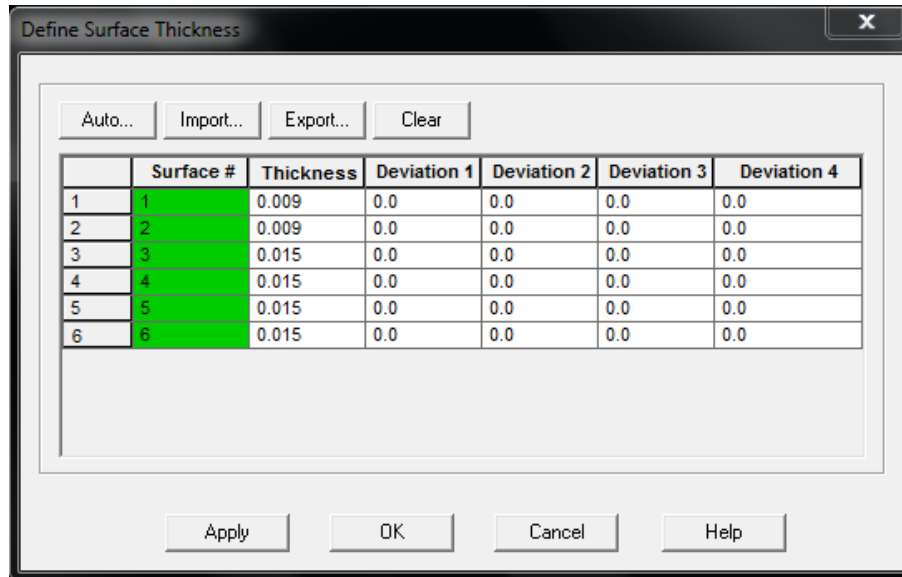 Define Surface Thickness
X
Auto... Import... Export... Clear
Surface # Thickness Deviation 1 Deviation 2 Deviation 3 Deviation 4
1 1 0.009 0.0 0.0 0.0 0.0
2 2 0.009 0.0 0.0 0.0 0.0
3 3 0.015 0.0 0.0 0.0 0.0
4 4 0.015 0.0 0.0 0.0 0.0
5 5 0.015 0.0 0.0 0.0 0.0
6 6 0.015 0.0 0.0 0.0 0.0
Apply OK Cancel Help